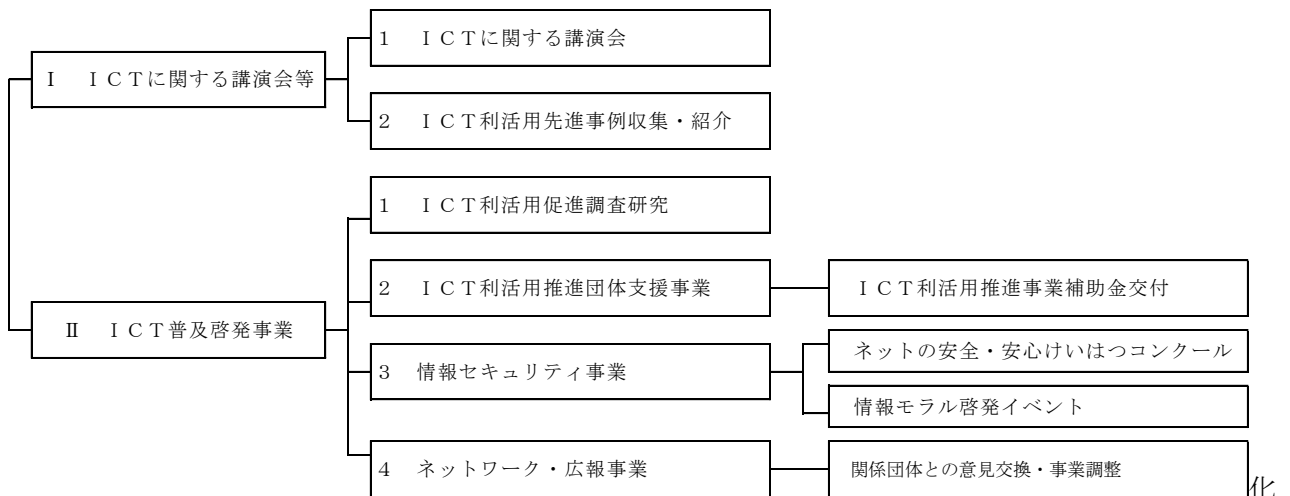 Ⅰ　ＩＣＴに関する講演会等
１　ＩＣＴに関する講演会
２　ＩＣＴ利活用先進事例収集・紹介
Ⅱ　ＩＣＴ普及啓発事業
１　ＩＣＴ利活用促進調査研究
２　ＩＣＴ利活用推進団体支援事業
ＩＣＴ利活用推進事業補助金交付
３　情報セキュリティ事業
ネットの安全・安心けいはつコンクール
情報モラル啓発イベント
４　ネットワーク・広報事業
関係団体との意見交換・事業調整
化